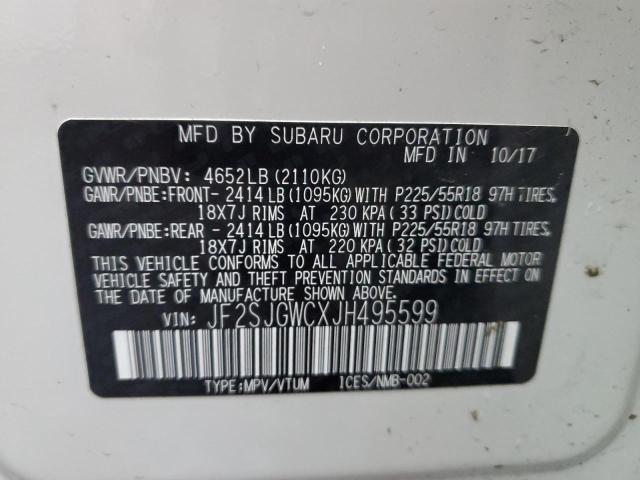 MFD BY SUBARU CORPORATION
MFD IN 10/17
GVWR/PNBV: 4652LB (2110KG)
GAWR/PNBE:FRONT- 2414 LB (1095KG) WITH P225/55R18 97H TIRES,
18X7J RIMS AT 230 KPA (33 PSI) COLD
GAWR/PNBE:REAR - 2414 LB (1095KG) WITH P225/55R18 97H TIRES,
18X7J RIMS AT 220 KPA (32 PSI) COLD
THIS VEHICLE CONFORMS TO ALL APPLICABLE FEDERAL MOTOR
VEHICLE SAFETY AND THEFT PREVENTION STANDARDS IN EFFECT ON
THE DATE OF MANUFACTURE SHOWN ABOVE.
VIN: JF2SJGWCXJH495599
TYPE:MPV/VTUM ICES/NMB-002